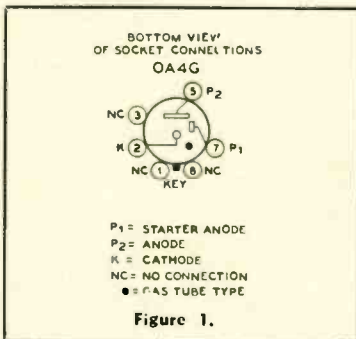 BOTTOM VIEW
OF SOCKET CONNECTIONS
OA4G
5 P2
NC 3
K 2
7 P1
NC 1 8 NC
KEY
P1 = STARTER ANODE
P2 = ANODE
K = CATHODE
NC = NO CONNECTION
● = GAS TUBE TYPE
Figure 1.